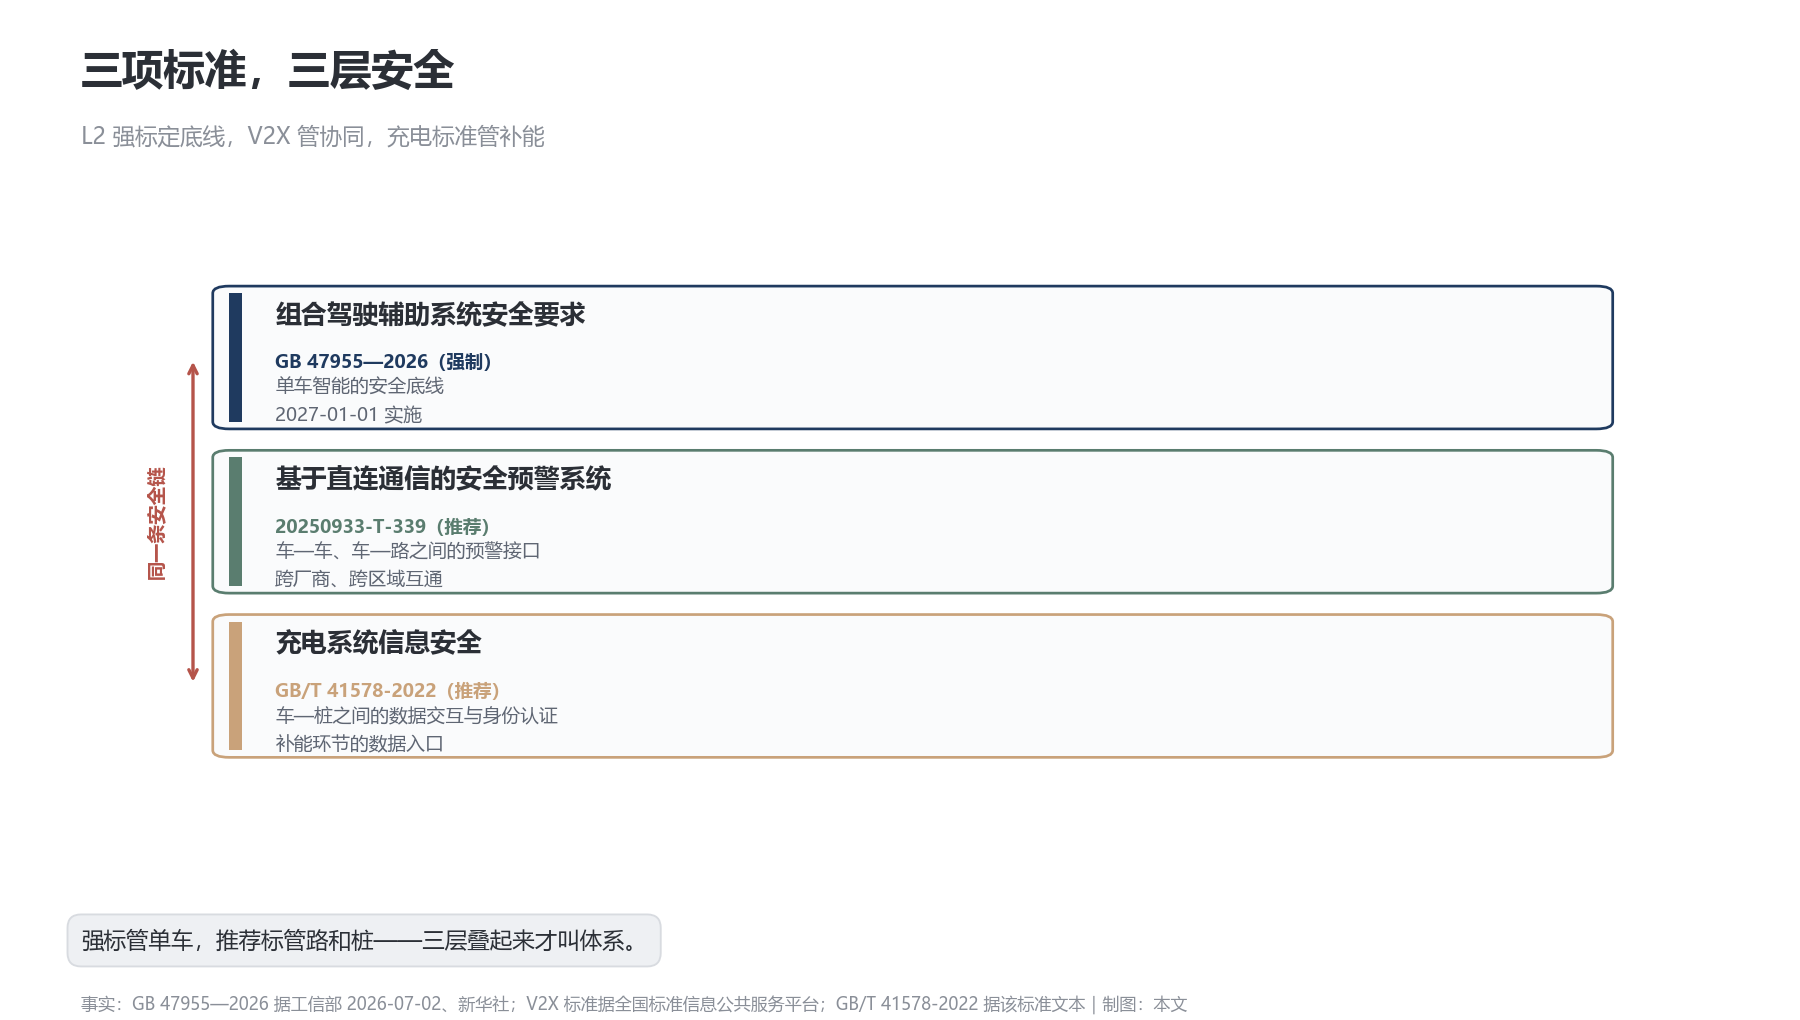 三项标准，三层安全
L2 强标定底线，V2X 管协同，充电标准管补能
组合驾驶辅助系统安全要求
GB 47955—2026（强制）
单车智能的安全底线
2027-01-01 实施
同一条安全链
基于直连通信的安全预警系统
20250933-T-339（推荐）
车—车、车—路之间的预警接口
跨厂商、跨区域互通
充电系统信息安全
GB/T 41578-2022（推荐）
车—桩之间的数据交互与身份认证
补能环节的数据入口
强标管单车，推荐标管路和桩——三层叠起来才叫体系。
事实：GB 47955—2026 据工信部 2026-07-02、新华社；V2X 标准据全国标准信息公共服务平台；GB/T 41578-2022 据该标准文本 | 制图：本文